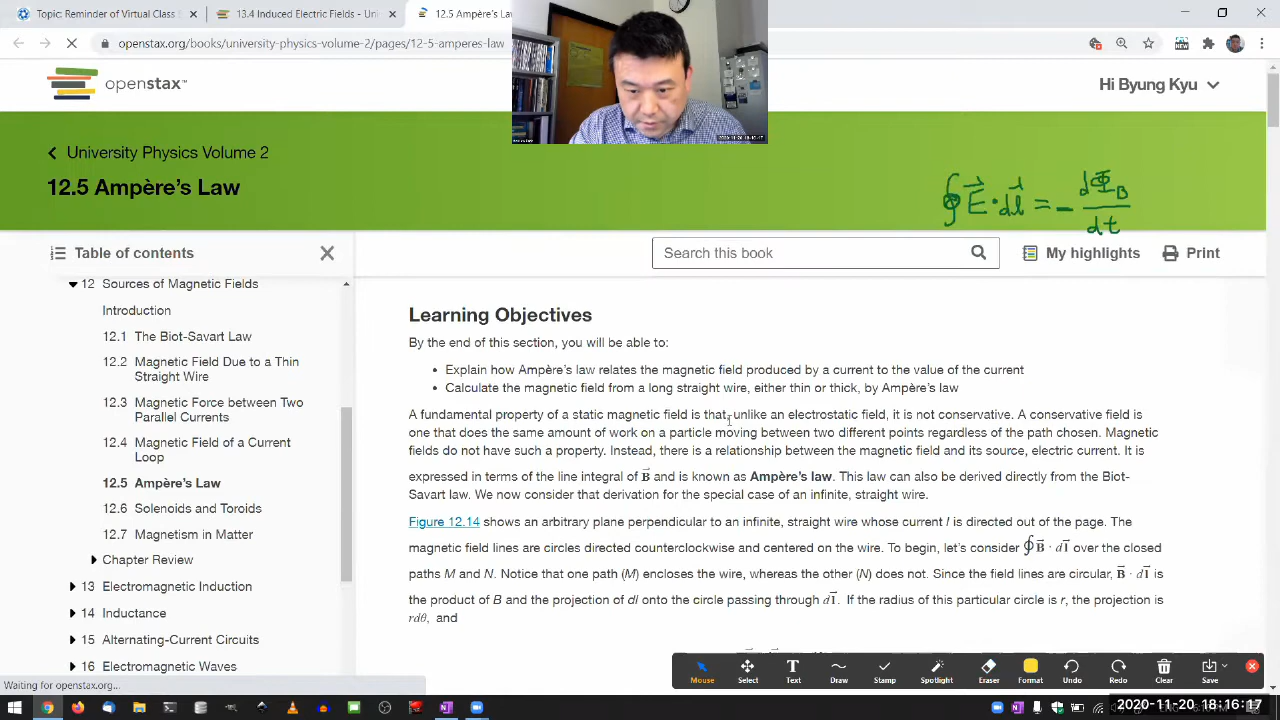 Topic: Reminder of Virtual Class
13.4 Induced Electric Fields - Uni
12.5 Ampère's Law
openstax.org/books/university-physics-volume-2/pages/12-5-amperes-law
NEW
openstax™
Hi Byung Kyu
2020-11-20 18:16:17
University Physics Volume 2
12.5 Ampère's Law
∮E⃗·dl⃗ = -dΦ_B/dt
Table of contents
Search this book
My highlights
Print
12 Sources of Magnetic Fields
Introduction
12.1 The Biot-Savart Law
12.2 Magnetic Field Due to a Thin
Straight Wire
12.3 Magnetic Force between Two
Parallel Currents
12.4 Magnetic Field of a Current
Loop
12.5 Ampère's Law
12.6 Solenoids and Toroids
12.7 Magnetism in Matter
Chapter Review
13 Electromagnetic Induction
14 Inductance
15 Alternating-Current Circuits
16 Electromagnetic Waves
Learning Objectives
By the end of this section, you will be able to:
• Explain how Ampère's law relates the magnetic field produced by a current to the value of the current
• Calculate the magnetic field from a long straight wire, either thin or thick, by Ampère's law
A fundamental property of a static magnetic field is that, unlike an electrostatic field, it is not conservative. A conservative field is
one that does the same amount of work on a particle moving between two different points regardless of the path chosen. Magnetic
fields do not have such a property. Instead, there is a relationship between the magnetic field and its source, electric current. It is
expressed in terms of the line integral of B⃗ and is known as Ampère's law. This law can also be derived directly from the Biot-
Savart law. We now consider that derivation for the special case of an infinite, straight wire.
Figure 12.14 shows an arbitrary plane perpendicular to an infinite, straight wire whose current I is directed out of the page. The
magnetic field lines are circles directed counterclockwise and centered on the wire. To begin, let's consider ∮B⃗ · dl⃗ over the closed
paths M and N. Notice that one path (M) encloses the wire, whereas the other (N) does not. Since the field lines are circular, B⃗ · dl⃗ is
the product of B and the projection of dl onto the circle passing through dl⃗. If the radius of this particular circle is r, the projection is
rdθ, and
Mouse
Select
Text
Draw
Stamp
Spotlight
Eraser
Format
Undo
Redo
Clear
Save
Waiting for openstax.org...
2020-11-20 18:16:17